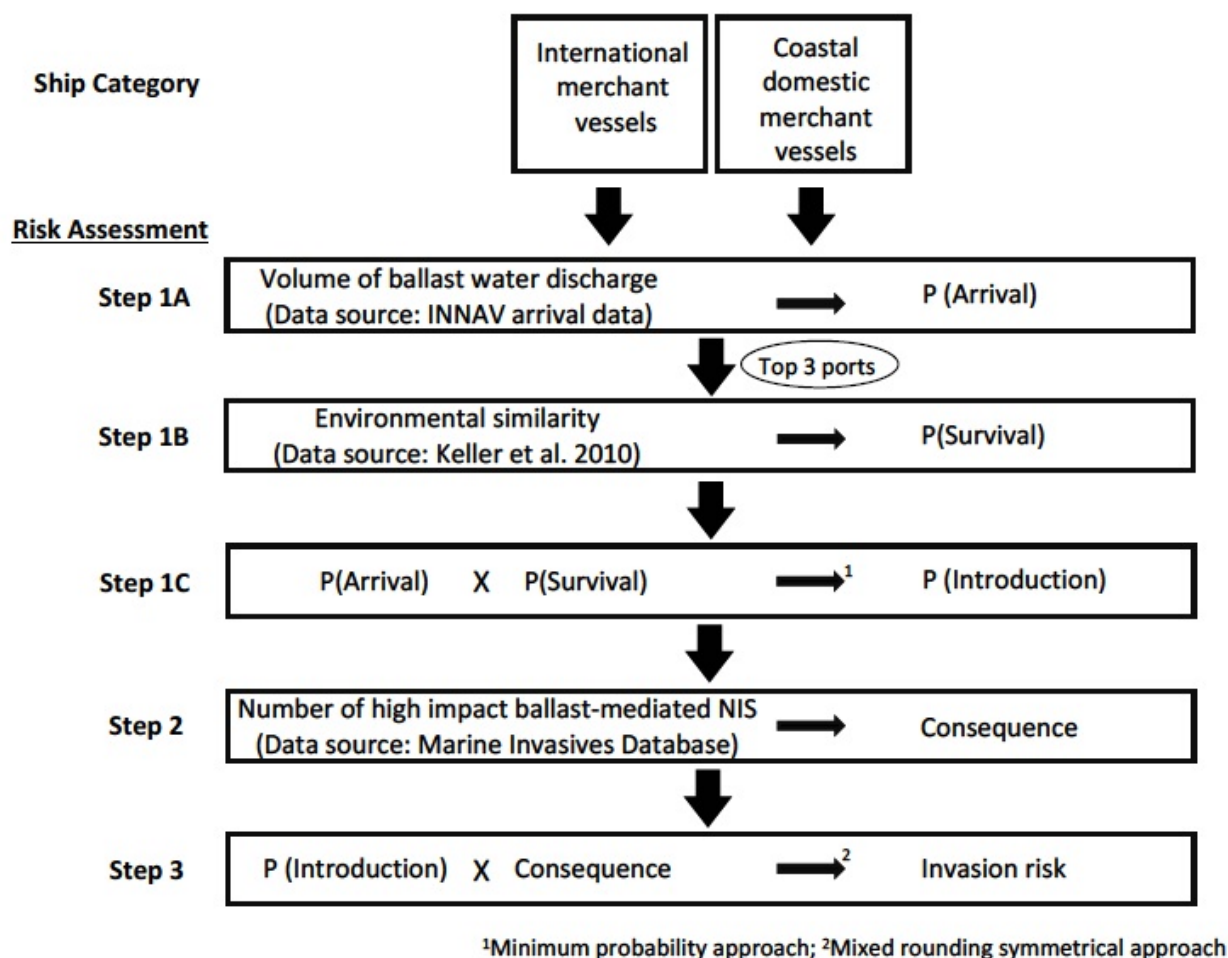 Ship Category
International
merchant
vessels
Coastal
domestic
merchant
vessels
Risk Assessment
Step 1A
Volume of ballast water discharge
(Data source: INNAV arrival data)
P (Arrival)
Top 3 ports
Step 1B
Environmental similarity
(Data source: Keller et al. 2010)
P(Survival)
Step 1C
P(Arrival) X P(Survival)
1
P (Introduction)
Step 2
Number of high impact ballast-mediated NIS
(Data source: Marine Invasives Database)
Consequence
Step 3
P (Introduction) X Consequence
2
Invasion risk
¹Minimum probability approach; ²Mixed rounding symmetrical approach